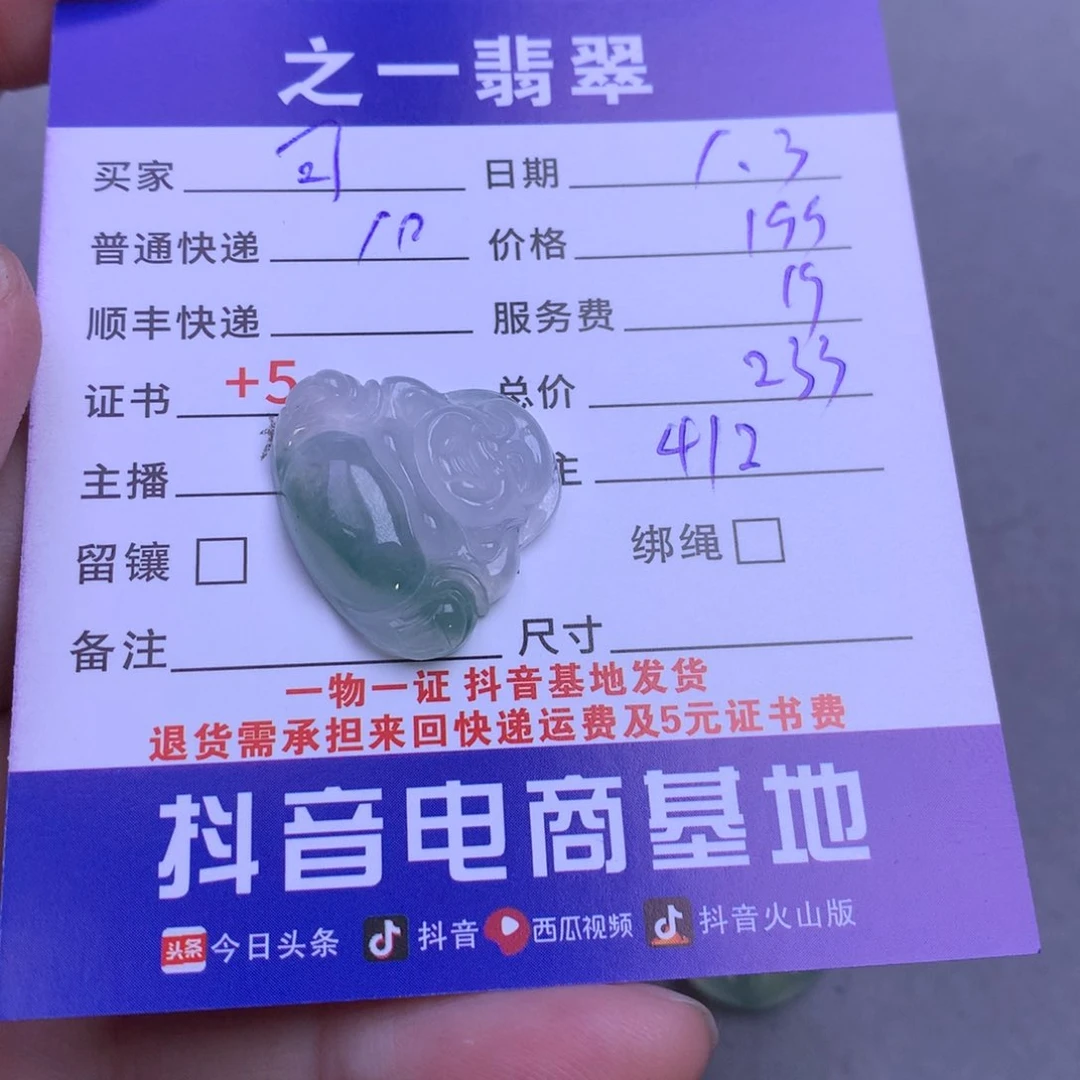 之一翡翠
买家 日期 1.3
普通快递 10 价格 199
顺丰快递 服务费 19
证书 +5 总价 233
主播 主 412
留镶 绑绳
备注 尺寸
一物一证 抖音基地发货
退货需承担来回快递运费及5元证书费
抖音电商基地
头条 今日头条 抖音 西瓜视频 抖音火山版